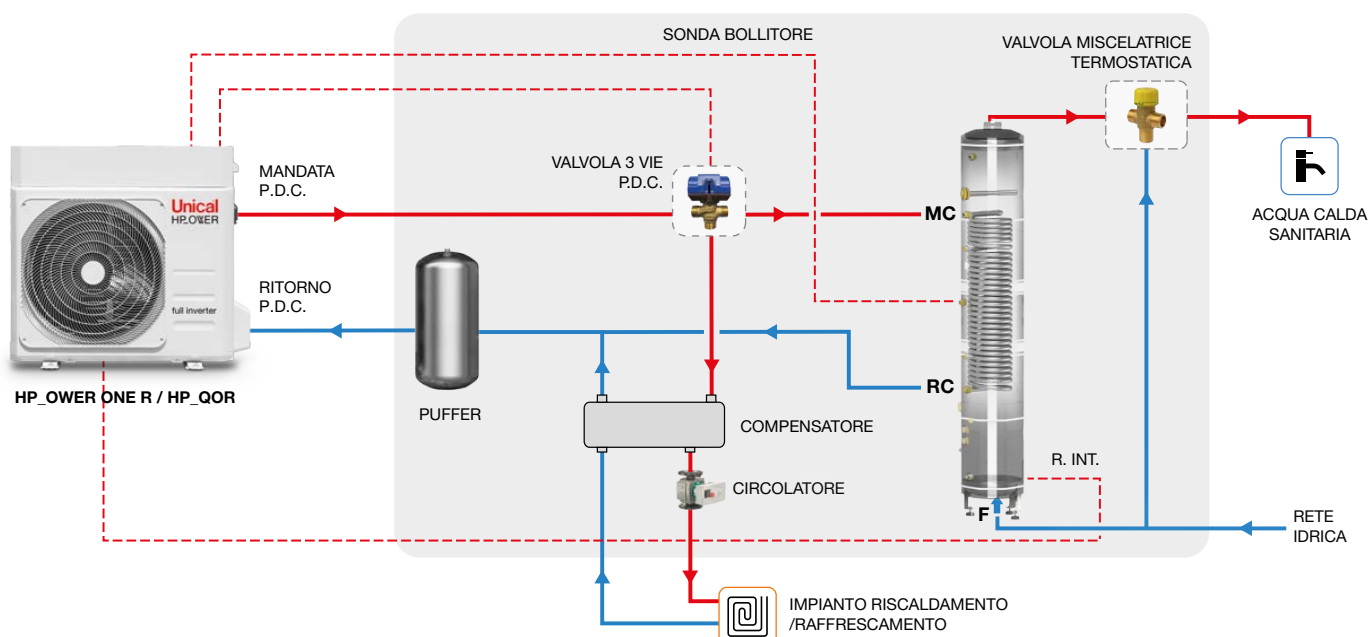 SONDA BOLLITORE
VALVOLA MISCELATRICE
TERMOSTATICA
MANDATA
P.D.C.
VALVOLA 3 VIE
P.D.C.
Unical
HP_OWER
MC
ACQUA CALDA
SANITARIA
RITORNO
P.D.C.
full inverter
HP_OWER ONE R / HP_QOR
PUFFER
RC
COMPENSATORE
R. INT.
CIRCOLATORE
F
RETE
IDRICA
IMPIANTO RISCALDAMENTO
/RAFFRESCAMENTO